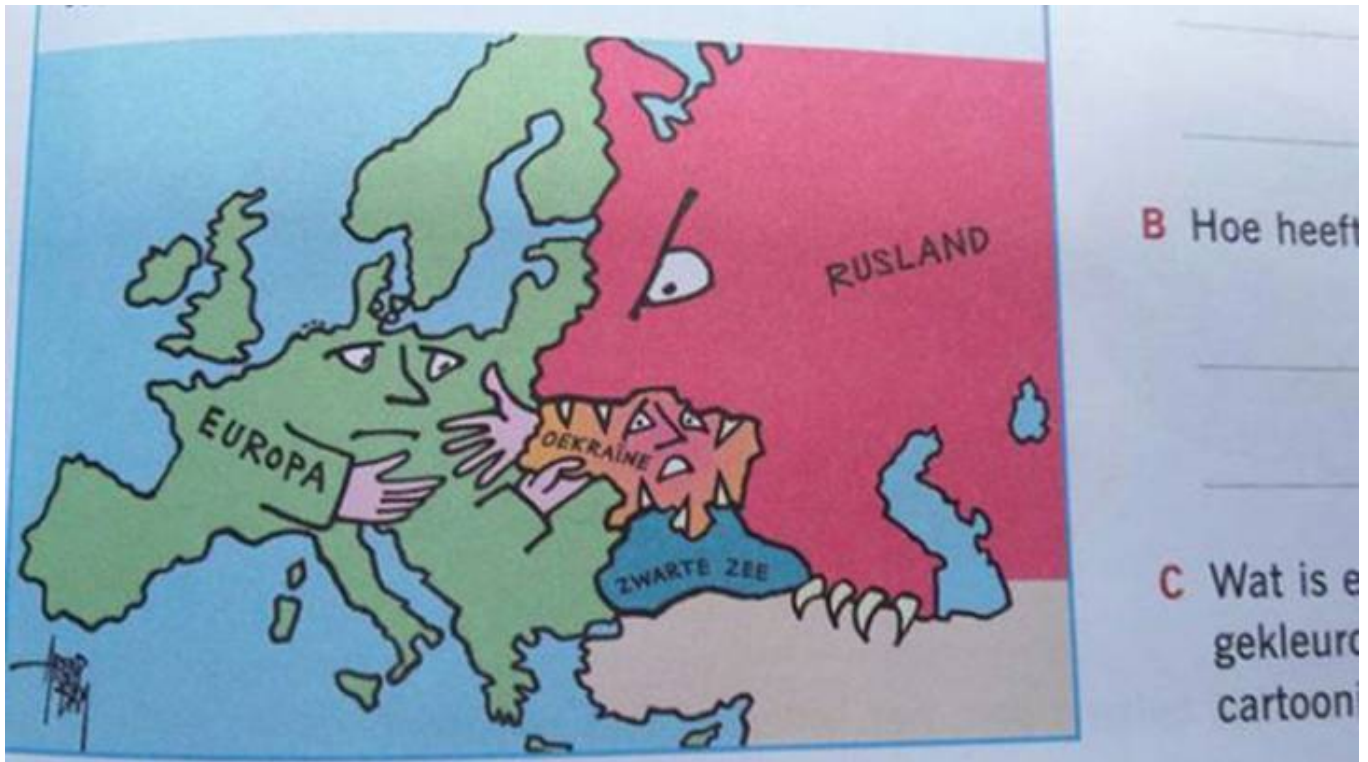 EUROPA
OEKRAÏNE
RUSLAND
ZWARTE ZEE
B Hoe heeft
C Wat is e
gekleurd
cartooni